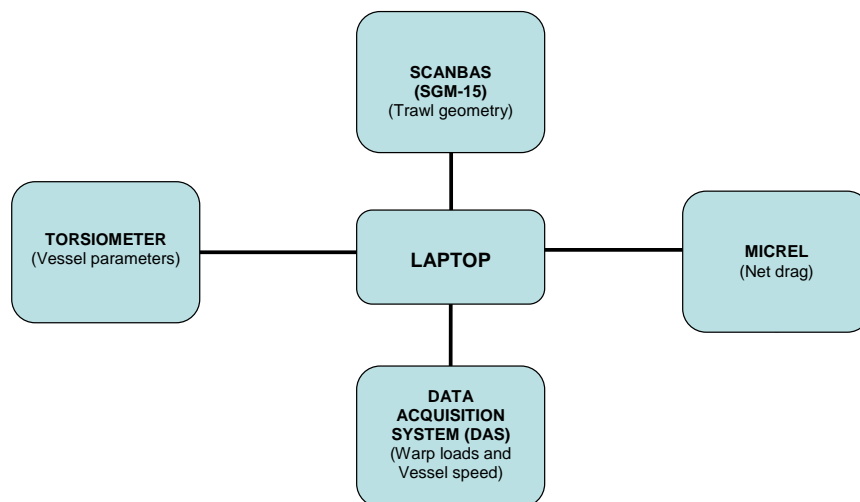 SCANBAS
(SGM-15)
(Trawl geometry)
TORSIOMETER
(Vessel parameters)
LAPTOP
MICREL
(Net drag)
DATA
ACQUISITION
SYSTEM (DAS)
(Warp loads and
Vessel speed)